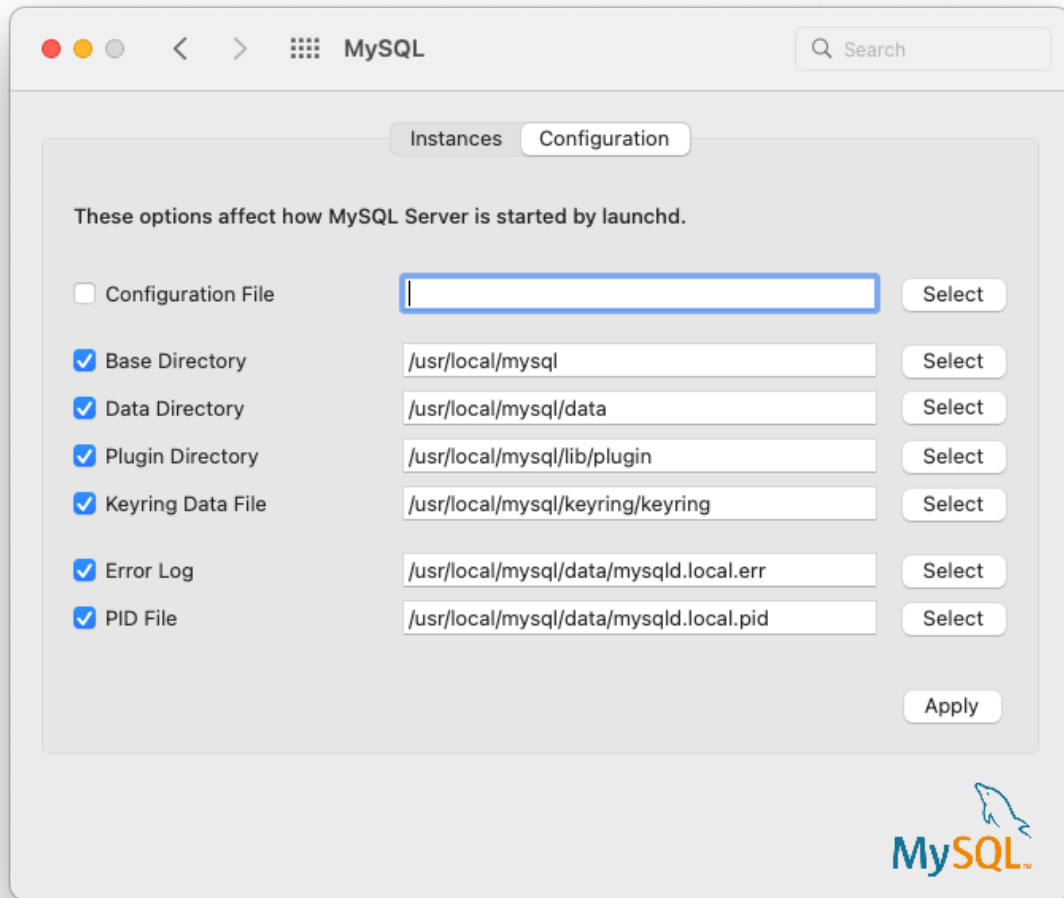 MySQL
Search
Instances Configuration
These options affect how MySQL Server is started by launchd.
Configuration File Select
Base Directory /usr/local/mysql Select
Data Directory /usr/local/mysql/data Select
Plugin Directory /usr/local/mysql/lib/plugin Select
Keyring Data File /usr/local/mysql/keyring/keyring Select
Error Log /usr/local/mysql/data/mysqld.local.err Select
PID File /usr/local/mysql/data/mysqld.local.pid Select
Apply
MySQL™